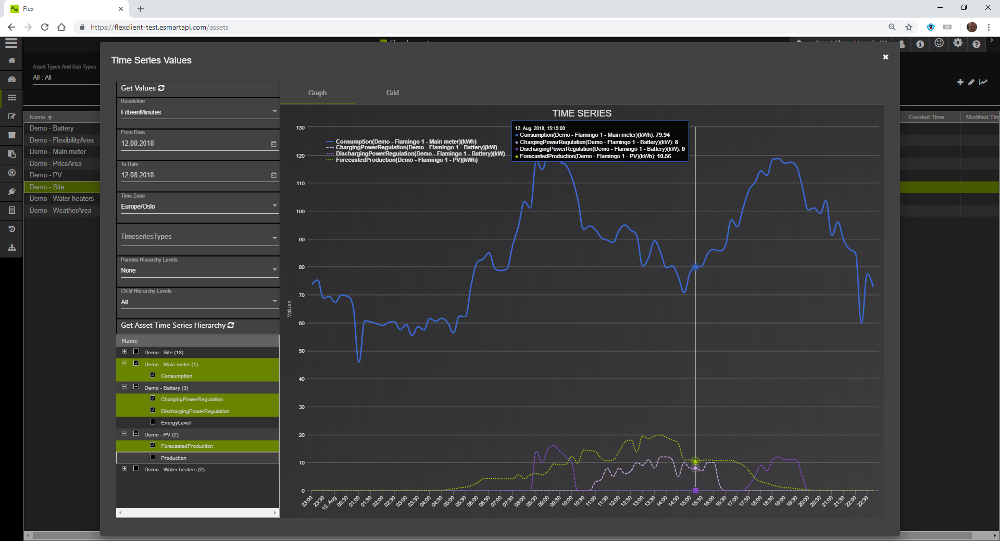 Flex
https://flexclient-test.esmartapi.com/assets
23
Time Series Values
Asset Types And Sub Types
All : All
Name
Created Time
Modified Tim
Demo - Battery
Demo - FlexibilityArea
Demo - Main meter
Demo - PriceArea
Demo - PV
Demo - Site
Demo - Water heaters
Demo - WeatherArea
Get Values
Resolution
FifteenMinutes
From Date
12.08.2018
To Date
12.08.2018
Time Zone
Europe/Oslo
TimeseriesTypes
Parents Hierarchy Levels
None
Child Hierarchy Levels
All
Get Asset Time Series Hierarchy
Name
Demo - Site (18)
Demo - Main meter (1)
Consumption
Demo - Battery (3)
ChargingPowerRegulation
DischargingPowerRegulation
EnergyLevel
Demo - PV (2)
ForecastedProduction
Production
Demo - Water heaters (2)
Graph Grid
TIME SERIES
12. Aug. 2018, 15:15:00
Consumption(Demo - Flamingo 1 - Main meter)(kWh): 79.94
ChargingPowerRegulation(Demo - Flamingo 1 - Battery)(kW): 8
DischargingPowerRegulation(Demo - Flamingo 1 - Battery)(kW): 0
ForecastedProduction(Demo - Flamingo 1 - PV)(kWh): 10.56
Consumption(Demo - Flamingo 1 - Main meter)(kWh)
ChargingPowerRegulation(Demo - Flamingo 1 - Battery)(kW)
DischargingPowerRegulation(Demo - Flamingo 1 - Battery)(kW)
ForecastedProduction(Demo - Flamingo 1 - PV)(kWh)
Values
130
120
110
100
90
80
70
60
50
40
30
20
10
0
23:00 23:30 12. Aug 00:30 01:00 01:30 02:00 02:30 03:00 03:30 04:00 04:30 05:00 05:30 06:00 06:30 07:00 07:30 08:00 08:30 09:00 09:30 10:00 10:30 11:00 11:30 12:00 12:30 13:00 13:30 14:00 14:30 15:00 15:30 16:00 16:30 17:00 17:30 18:00 18:30 19:00 19:30 20:00 20:30 21:00 21:30 22:00 22:30